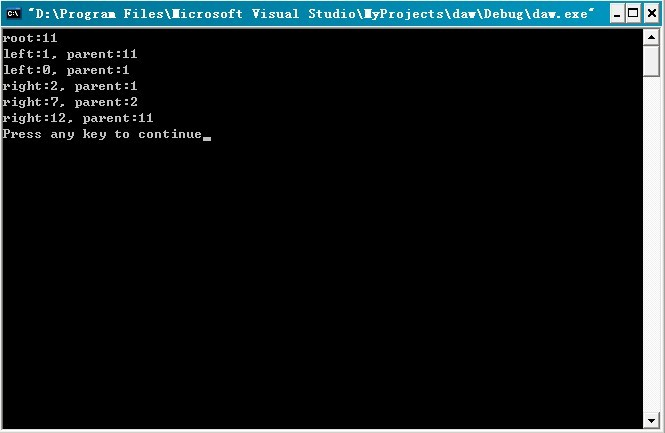 "D:\Program Files\Microsoft Visual Studio\MyProjects\daw\Debug\daw.exe"
root:11
left:1, parent:11
left:0, parent:1
right:2, parent:1
right:7, parent:2
right:12, parent:11
Press any key to continue